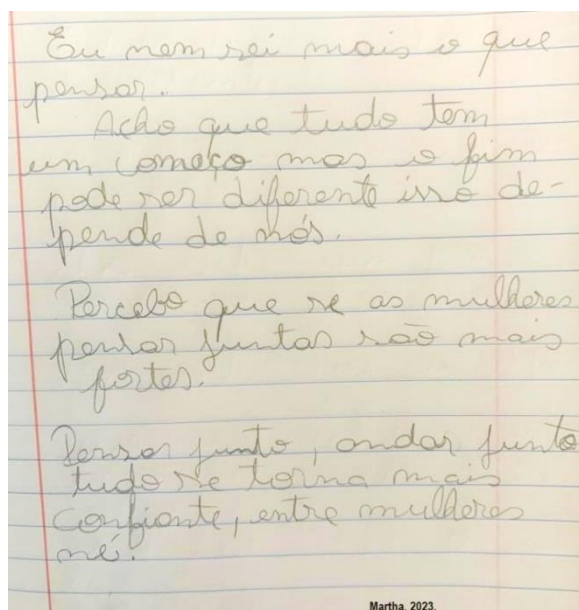 Eu nem sei mais o que
pensar.
Acho que tudo tem
um começo mas o fim
pode ser diferente isso de-
pende de nós.
Percebo que se as mulheres
pensar juntas são mais
fortes.
Pensar junto, andar junto
tudo se torna mais
confiante, entre mulheres
né.
Martha, 2023.